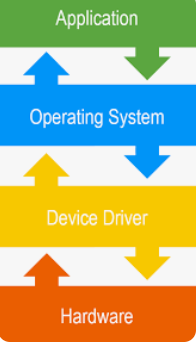 Application
Operating System
Device Driver
Hardware